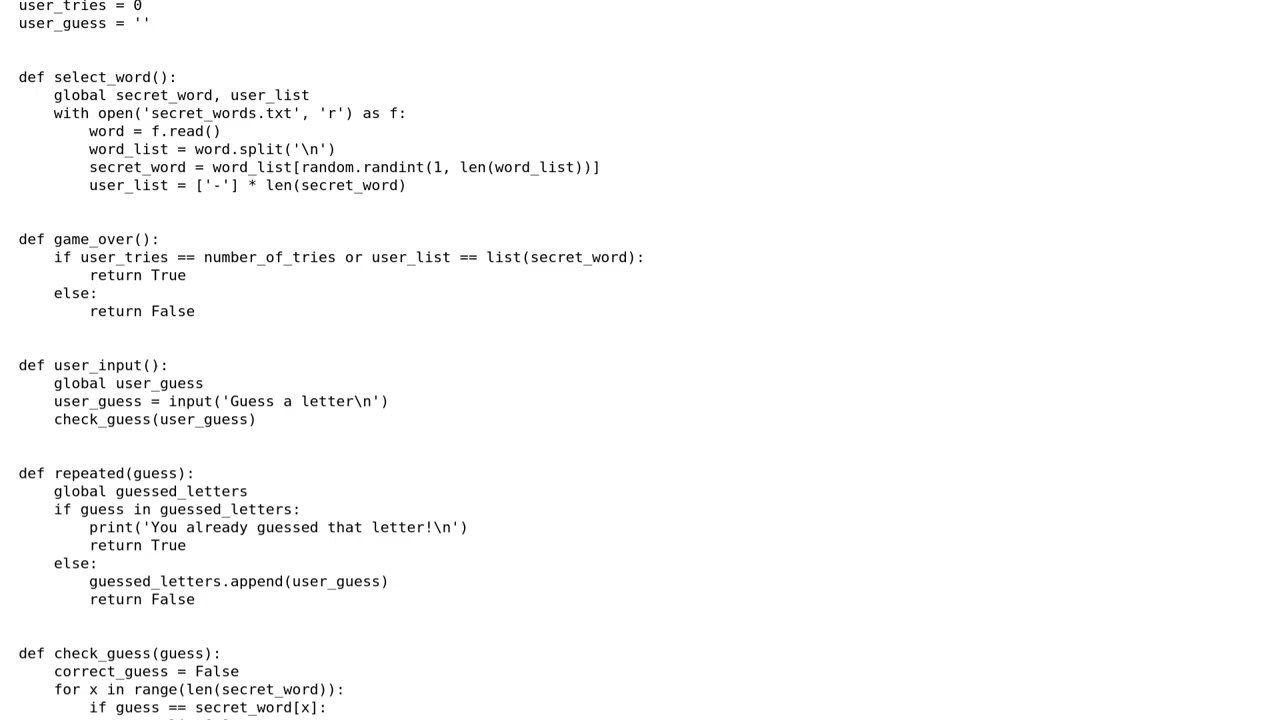 user_tries = 0
user_guess = ''
def select_word():
    global secret_word, user_list
    with open('secret_words.txt', 'r') as f:
        word = f.read()
        word_list = word.split('\n')
        secret_word = word_list[random.randint(1, len(word_list))]
        user_list = ['-'] * len(secret_word)
def game_over():
    if user_tries == number_of_tries or user_list == list(secret_word):
        return True
    else:
        return False
def user_input():
    global user_guess
    user_guess = input('Guess a letter\n')
    check_guess(user_guess)
def repeated(guess):
    global guessed_letters
    if guess in guessed_letters:
        print('You already guessed that letter!\n')
        return True
    else:
        guessed_letters.append(user_guess)
        return False
def check_guess(guess):
    correct_guess = False
    for x in range(len(secret_word)):
        if guess == secret_word[x]: